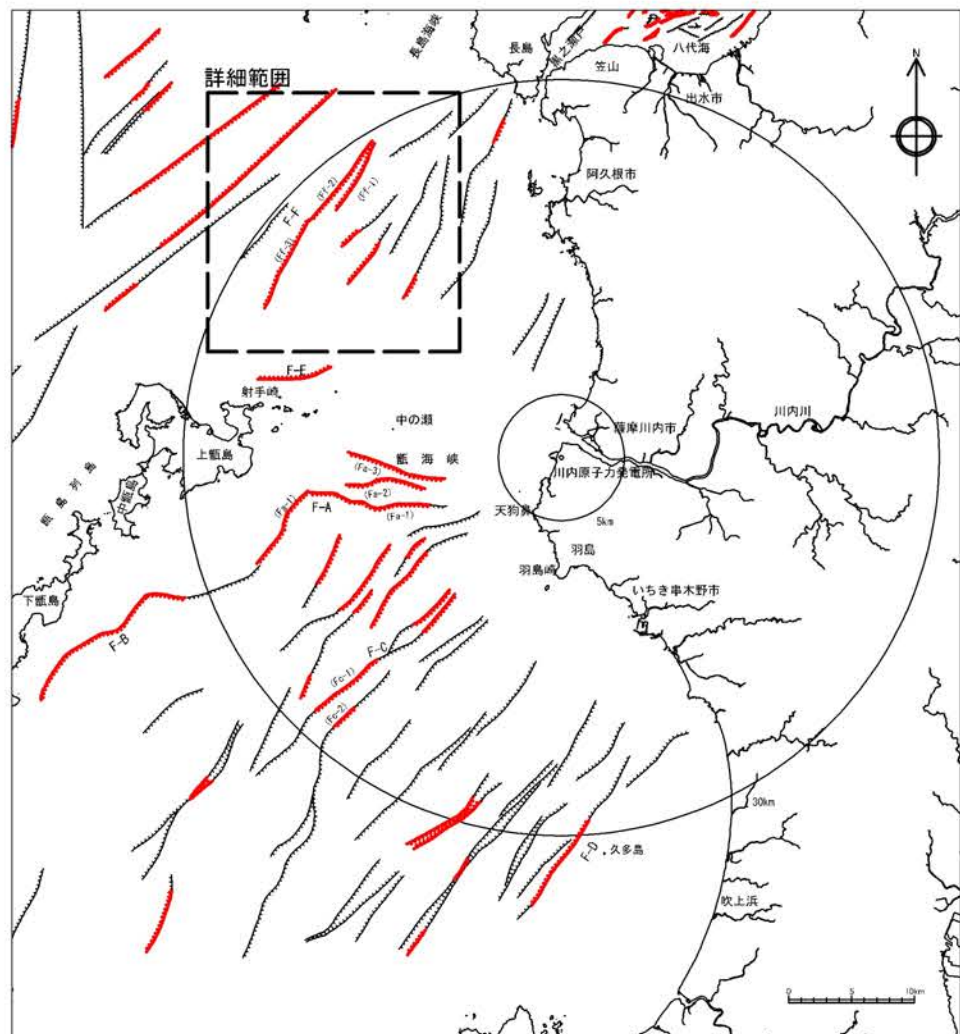 長島海峡
長島
黒之瀬戸
八代海
笠山
出水市
N
詳細範囲
阿久根市
F-F
(Ff-2)
(Ff-1)
(Ff-3)
F-E
射手崎
上甑島
中の瀬
甑海峡
薩摩川内市
川内川
川内原子力発電所
5km
天狗鼻
甑島列島
中甑島
下甑島
(Fa-3)
(Fa-2)
(Fa-1)
(Fa-1)
F-A
羽島
羽島崎
いちき串木野市
F-B
F-C
(Fc-1)
(Fc-2)
30km
F-D
久多島
吹上浜
0 5 10km